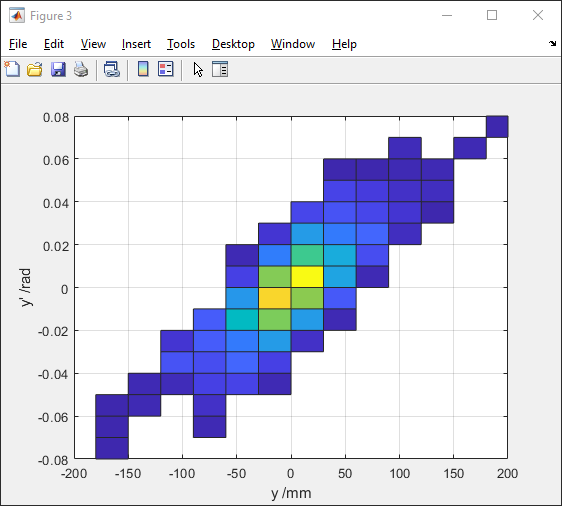 Figure 3
File Edit View Insert Tools Desktop Window Help
y' /rad
0.08
0.06
0.04
0.02
0
-0.02
-0.04
-0.06
-0.08
-200 -150 -100 -50 0 50 100 150 200
y /mm